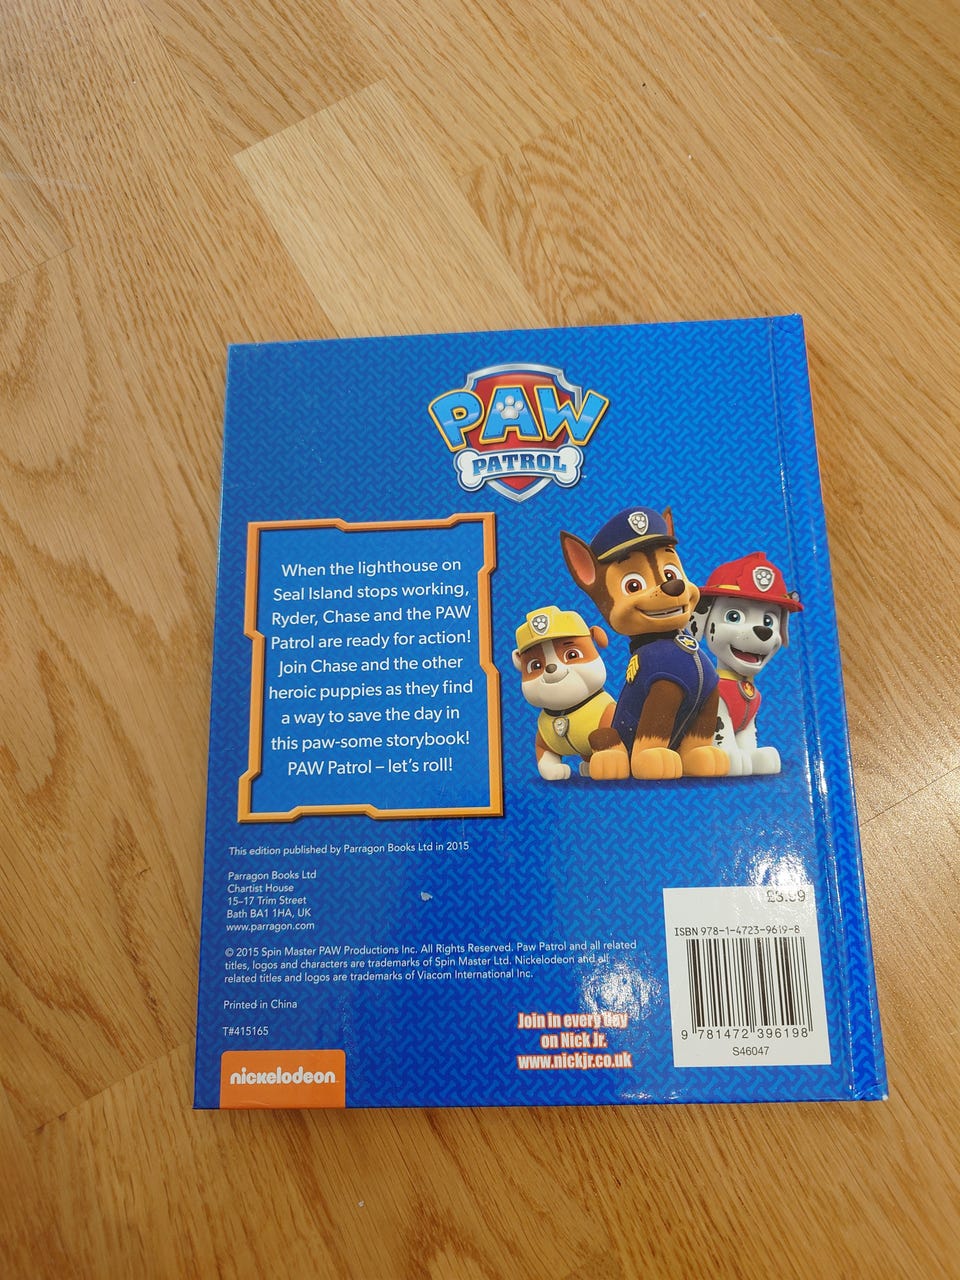 PAW
PATROL
When the lighthouse on
Seal Island stops working,
Ryder, Chase and the PAW
Patrol are ready for action!
Join Chase and the other
heroic puppies as they find
a way to save the day in
this paw-some storybook!
PAW Patrol – let's roll!
This edition published by Parragon Books Ltd in 2015
Parragon Books Ltd
Chartist House
15–17 Trim Street
Bath BA1 1HA, UK
www.parragon.com
© 2015 Spin Master PAW Productions Inc. All Rights Reserved. Paw Patrol and all related
titles, logos and characters are trademarks of Spin Master Ltd. Nickelodeon and all
related titles and logos are trademarks of Viacom International Inc.
Printed in China
T#415165
nickelodeon
Join in every day
on Nick Jr.
www.nickjr.co.uk
£3.99
ISBN 978-1-4723-9619-8
9 781472 396198
S46047